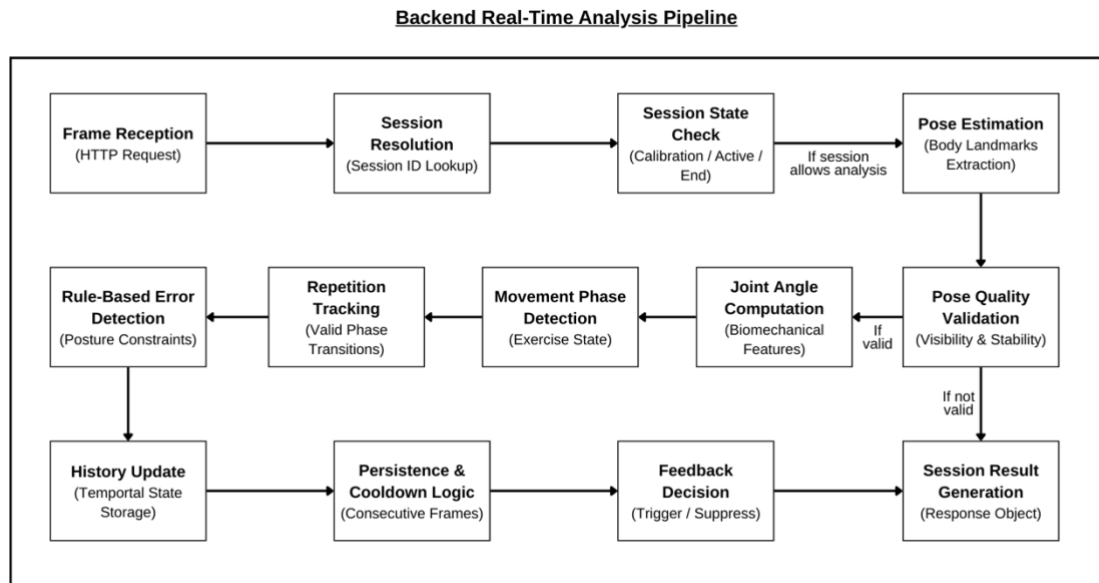 Backend Real-Time Analysis Pipeline
Frame Reception
(HTTP Request)
Session
Resolution
(Session ID Lookup)
Session State
Check
(Calibration / Active /
End)
If session
allows analysis
Pose Estimation
(Body Landmarks
Extraction)
Rule-Based Error
Detection
(Posture Constraints)
Repetition
Tracking
(Valid Phase
Transitions)
Movement Phase
Detection
(Exercise State)
Joint Angle
Computation
(Biomechanical
Features)
If
valid
Pose Quality
Validation
(Visibility & Stability)
If not
valid
History Update
(Temportal State
Storage)
Persistence &
Cooldown Logic
(Consecutive Frames)
Feedback
Decision
(Trigger / Suppress)
Session Result
Generation
(Response Object)